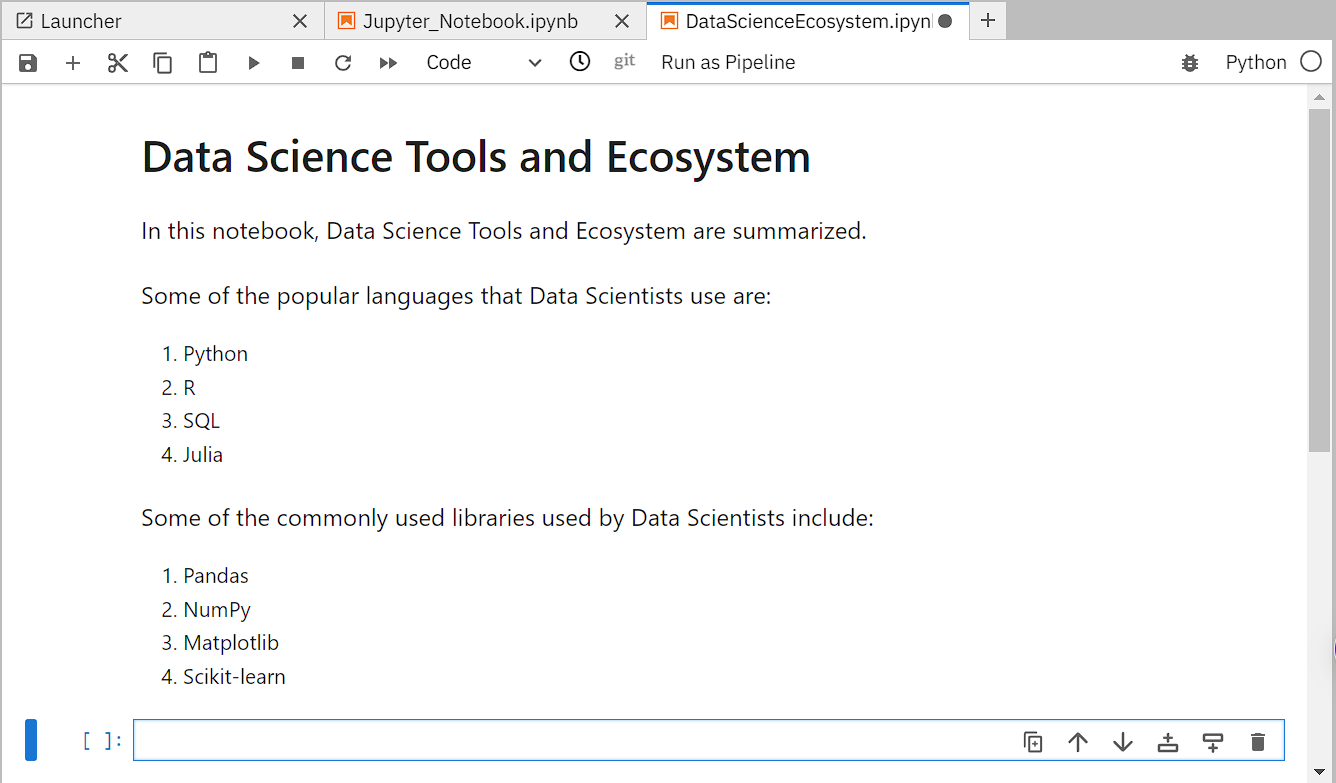 Launcher
Jupyter_Notebook.ipynb
DataScienceEcosystem.ipyn
Code
git
Run as Pipeline
Python
Data Science Tools and Ecosystem
In this notebook, Data Science Tools and Ecosystem are summarized.
Some of the popular languages that Data Scientists use are:
1. Python
2. R
3. SQL
4. Julia
Some of the commonly used libraries used by Data Scientists include:
1. Pandas
2. NumPy
3. Matplotlib
4. Scikit-learn
[ ]: